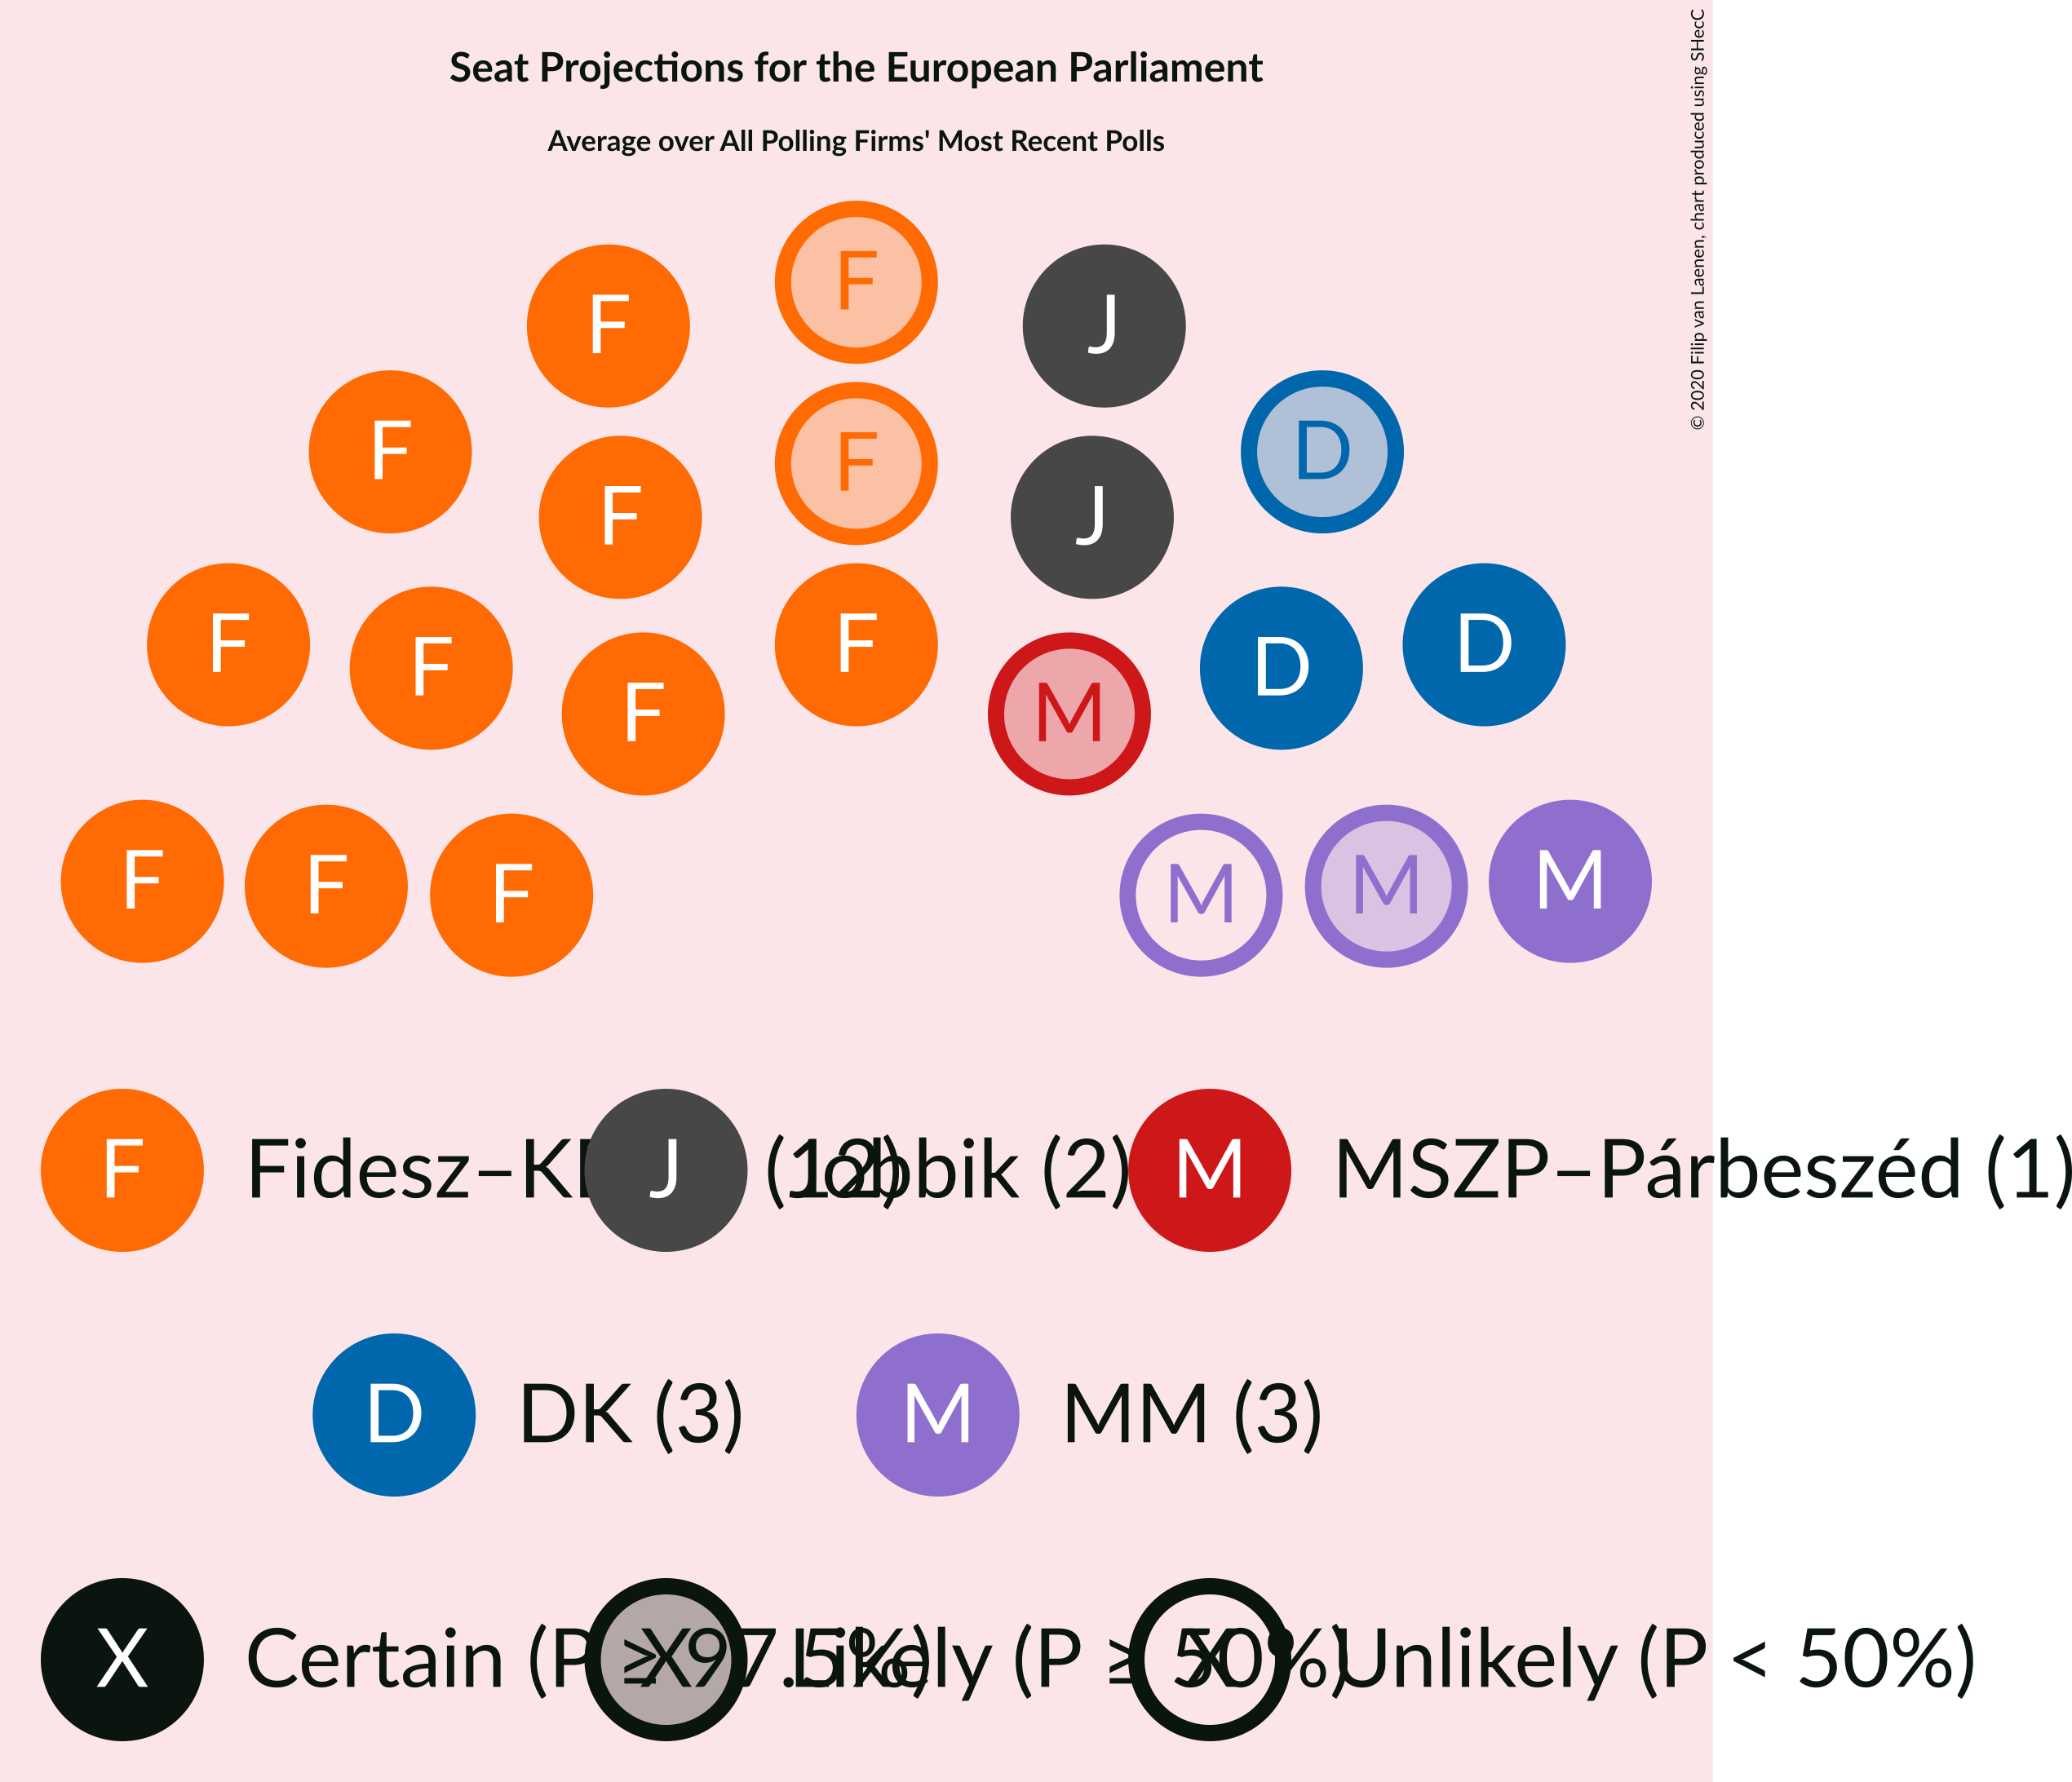 Seat Projections for the European Parliament
Average over All Polling Firms' Most Recent Polls
© 2020 Filip van Laenen, chart produced using SHecC
F
F J
F D
F J
F
F D
F D
F F
M
F M
F M
F M
F Fidesz–K (12) J Jobbik (2) M MSZP–Párbeszéd (1)
D DK (3) M MM (3)
X Certain (P ≥ 97.5%) X Likely (P ≥ 50% X Unlikely (P < 50%)